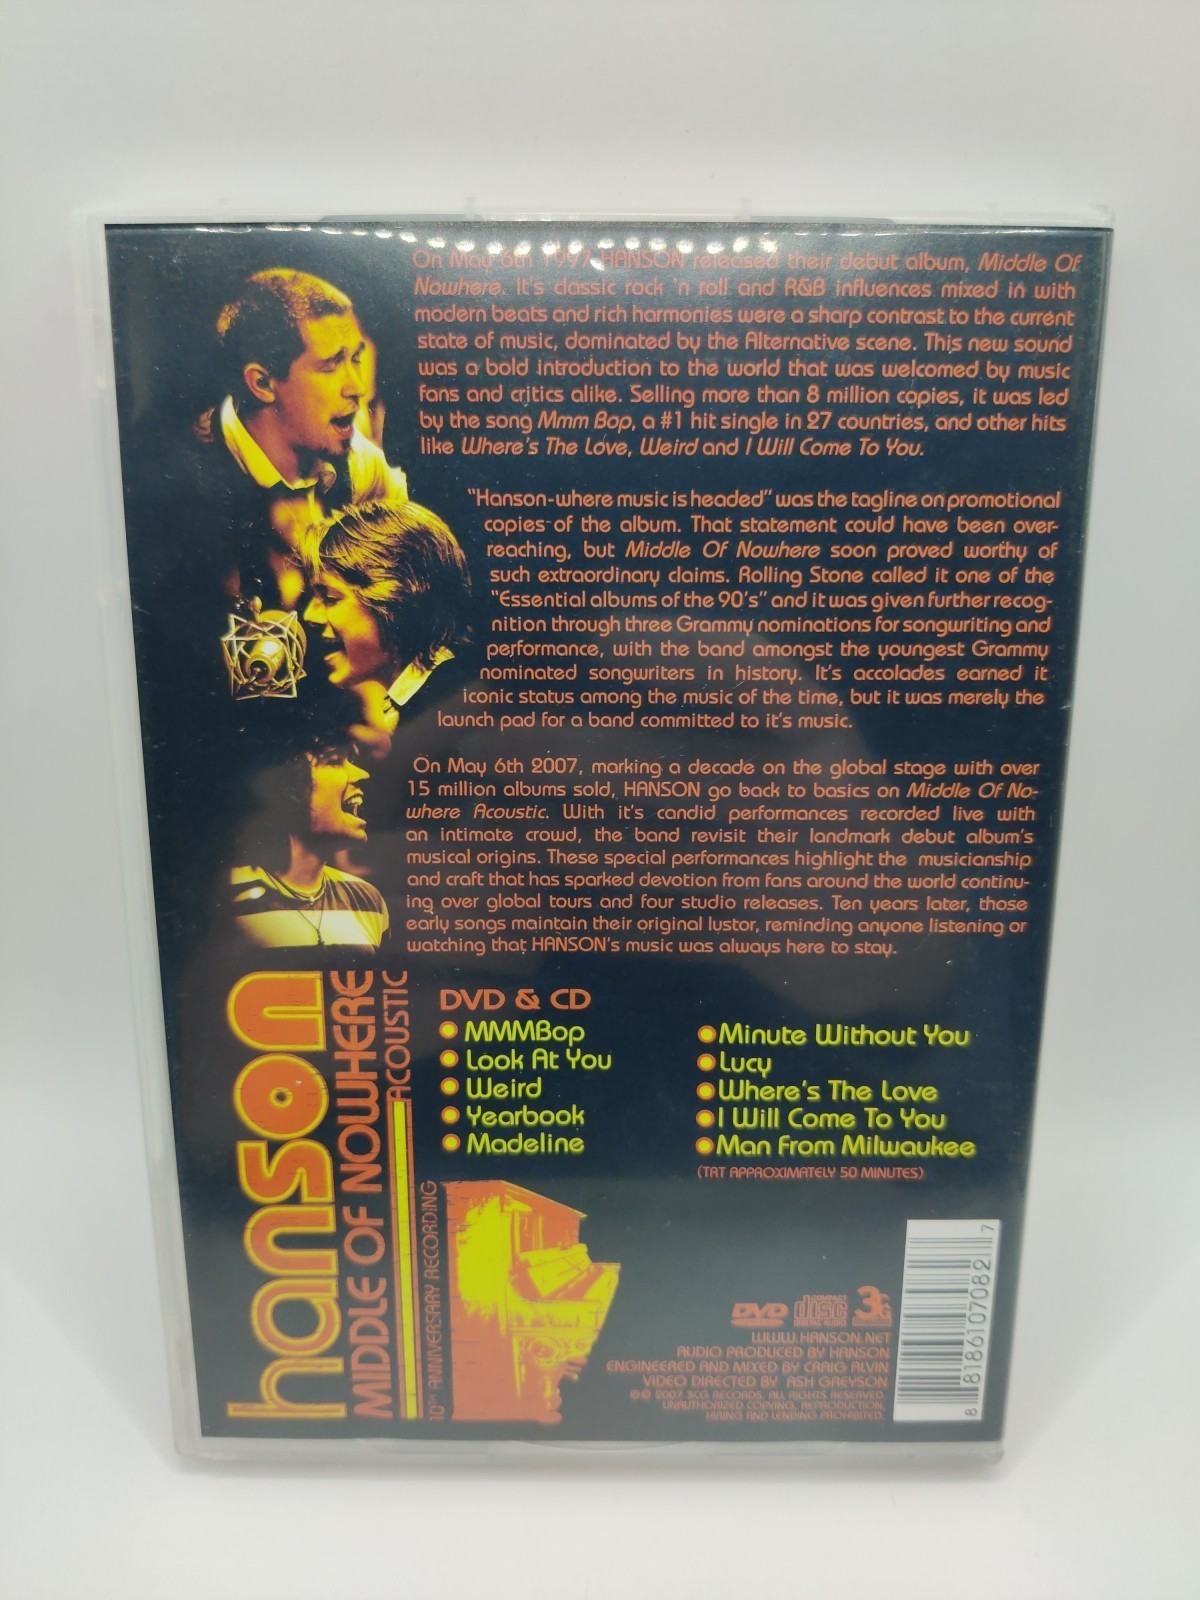 On May 6th 1997 HANSON released their debut album, Middle Of
Nowhere. It's classic rock 'n roll and R&B influences mixed in with
modern beats and rich harmonies were a sharp contrast to the current
state of music, dominated by the Alternative scene. This new sound
was a bold introduction to the world that was welcomed by music
fans and critics alike. Selling more than 8 million copies, it was led
by the song Mmm Bop, a #1 hit single in 27 countries, and other hits
like Where's The Love, Weird and I Will Come To You.
"Hanson-where music is headed" was the tagline on promotional
copies of the album. That statement could have been over-
reaching, but Middle Of Nowhere soon proved worthy of
such extraordinary claims. Rolling Stone called it one of the
"Essential albums of the 90's" and it was given further recog-
nition through three Grammy nominations for songwriting and
performance, with the band amongst the youngest Grammy
nominated songwriters in history. It's accolades earned it
iconic status among the music of the time, but it was merely the
launch pad for a band committed to it's music.
On May 6th 2007, marking a decade on the global stage with over
15 million albums sold, HANSON go back to basics on Middle Of No-
where Acoustic. With it's candid performances recorded live with
an intimate crowd, the band revisit their landmark debut album's
musical origins. These special performances highlight the musicianship
and craft that has sparked devotion from fans around the world continu-
ing over global tours and four studio releases. Ten years later, those
early songs maintain their original lustor, reminding anyone listening or
watching that HANSON's music was always here to stay.
hanson
MIDDLE OF NOWHERE
ACOUSTIC
10TH ANNIVERSARY RECORDING
DVD & CD
MMMBop
Look At You
Weird
Yearbook
Madeline
Minute Without You
Lucy
Where's The Love
I Will Come To You
Man From Milwaukee
(TRT APPROXIMATELY 50 MINUTES)
DVD COMPACT disc DIGITAL AUDIO 3CG
WWW.HANSON.NET
AUDIO PRODUCED BY HANSON
ENGINEERED AND MIXED BY CRAIG ALVIN
VIDEO DIRECTED BY ASH GREYSON
℗© 2007 3CG RECORDS. ALL RIGHTS RESERVED.
UNAUTHORIZED COPYING, REPRODUCTION,
HIRING AND LENDING PROHIBITED.
8 81861 07082 7